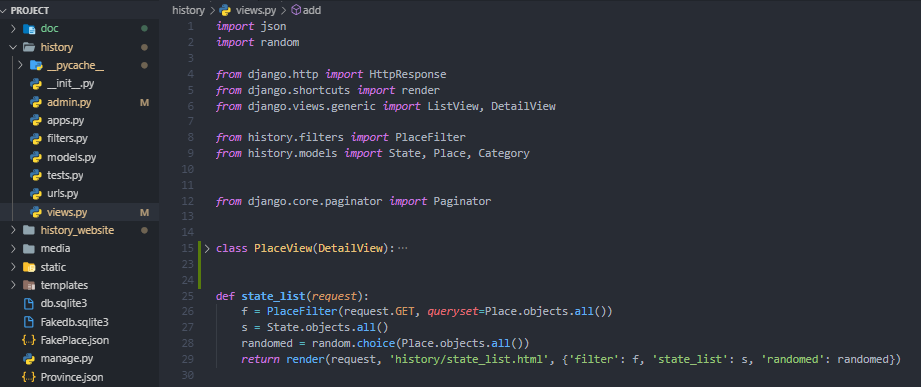 PROJECT
doc
history
__pycache__
__init__.py
admin.py M
apps.py
filters.py
models.py
tests.py
urls.py
views.py M
history_website
media
static
templates
db.sqlite3
Fakedb.sqlite3
FakePlace.json
manage.py
Province.json
history > views.py > add
1 import json
2 import random
3
4 from django.http import HttpResponse
5 from django.shortcuts import render
6 from django.views.generic import ListView, DetailView
7
8 from history.filters import PlaceFilter
9 from history.models import State, Place, Category
10
11
12 from django.core.paginator import Paginator
13
14
15 class PlaceView(DetailView):···
23
24
25 def state_list(request):
26 f = PlaceFilter(request.GET, queryset=Place.objects.all())
27 s = State.objects.all()
28 randomed = random.choice(Place.objects.all())
29 return render(request, 'history/state_list.html', {'filter': f, 'state_list': s, 'randomed': randomed})
30